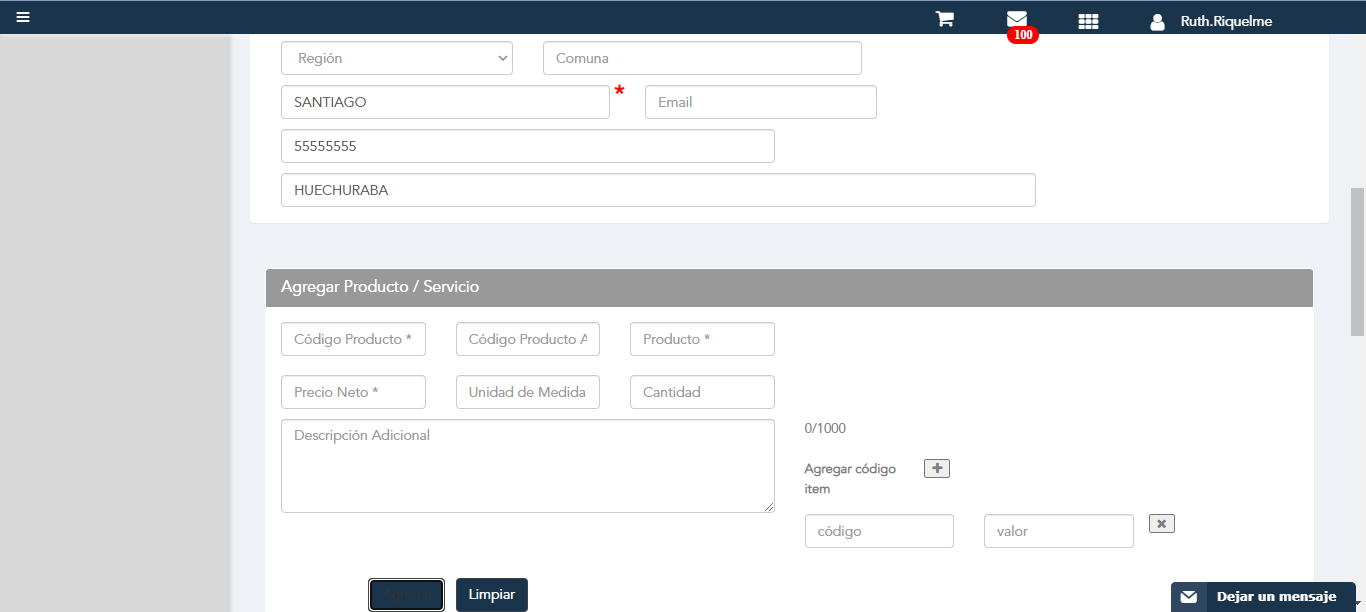 Ruth.Riquelme
100
Región
Comuna
SANTIAGO
*
Email
55555555
HUECHURABA
Agregar Producto / Servicio
Código Producto *
Código Producto A
Producto *
Precio Neto *
Unidad de Medida
Cantidad
Descripción Adicional
0/1000
Agregar código
item
código
valor
Agregar
Limpiar
Dejar un mensaje